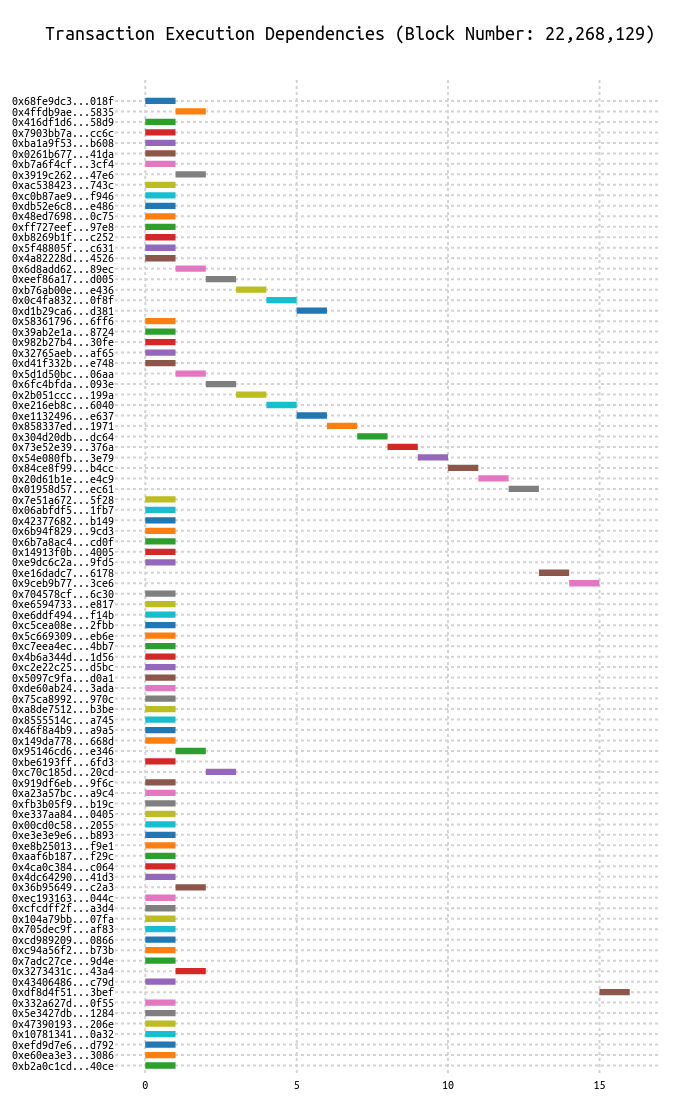 Transaction Execution Dependencies (Block Number: 22,268,129)
0x68fe9dc3...018f
0x4ffdb9ae...5835
0x416df1d6...58d9
0x7903bb7a...cc6c
0xba1a9f53...b608
0x0261b677...41da
0xb7a6f4cf...3cf4
0x3919c262...47e6
0xac538423...743c
0xc0b87ae9...f946
0xdb52e6c8...e486
0x48ed7698...0c75
0xff727eef...97e8
0xb8269b1f...c252
0x5f48805f...c631
0x4a82228d...4526
0x6d8add62...89ec
0xeef86a17...d005
0xb76ab00e...e436
0x0c4fa832...0f8f
0xd1b29ca6...d381
0x58361796...6ff6
0x39ab2e1a...8724
0x982b27b4...30fe
0x32765aeb...af65
0xd41f332b...e748
0x5d1d50bc...06aa
0x6fc4bfda...093e
0x2b051ccc...199a
0xe216eb8c...6040
0xe1132496...e637
0x858337ed...1971
0x304d20db...dc64
0x73e52e39...376a
0x54e080fb...3e79
0x84ce8f99...b4cc
0x20d61b1e...e4c9
0x01958d57...ec61
0x7e51a672...5f28
0x06abfdf5...1fb7
0x42377682...b149
0x6b94f829...9cd3
0x6b7a8ac4...cd0f
0x14913f0b...4005
0xe9dc6c2a...9fd5
0xe16dadc7...6178
0x9ceb9b77...3ce6
0x704578cf...6c30
0xe6594733...e817
0xe6ddf494...f14b
0xc5cea08e...2fbb
0x5c669309...eb6e
0xc7eea4ec...4bb7
0x4b6a344d...1d56
0xc2e22c25...d5bc
0x5097c9fa...d0a1
0xde60ab24...3ada
0x75ca8992...970c
0xa8de7512...b3be
0x8555514c...a745
0x46f8a4b9...a9a5
0x149da778...668d
0x95146cd6...e346
0xbe6193ff...6fd3
0xc70c185d...20cd
0x919df6eb...9f6c
0xa23a57bc...a9c4
0xfb3b05f9...b19c
0xe337aa84...0405
0x00cd0c58...2055
0xe3e3e9e6...b893
0xe8b25013...f9e1
0xaaf6b187...f29c
0x4ca0c384...c064
0x4dc64290...41d3
0x36b95649...c2a3
0xec193163...044c
0xcfcdff2f...a3d4
0x104a79bb...07fa
0x705dec9f...af83
0xcd989209...0866
0xc94a56f2...b73b
0x7adc27ce...9d4e
0x3273431c...43a4
0x43406486...c79d
0xdf8d4f51...3bef
0x332a627d...0f55
0x5e3427db...1284
0x47390193...206e
0x10781341...0a32
0xefd9d7e6...d792
0xe60ea3e3...3086
0xb2a0c1cd...40ce
0 5 10 15